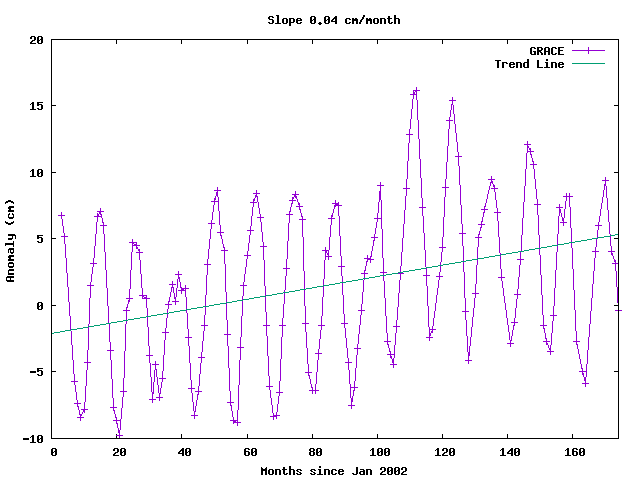 Slope 0.04 cm/month
GRACE
Trend Line
20
15
10
5
0
-5
-10
Anomaly (cm)
0 20 40 60 80 100 120 140 160
Months since Jan 2002